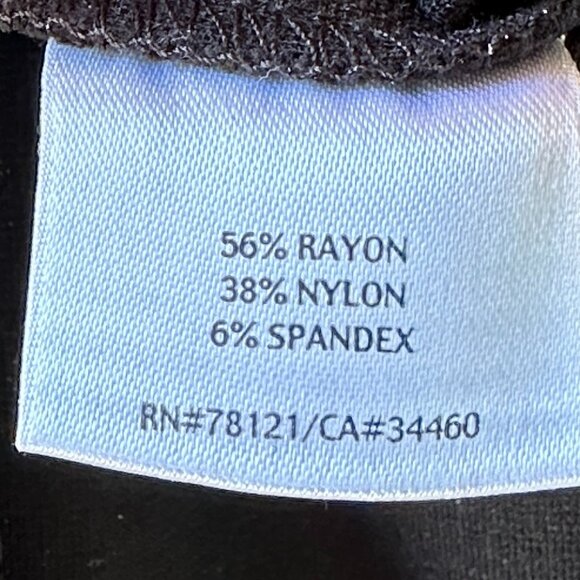 56% RAYON
38% NYLON
6% SPANDEX
RN#78121/CA#34460